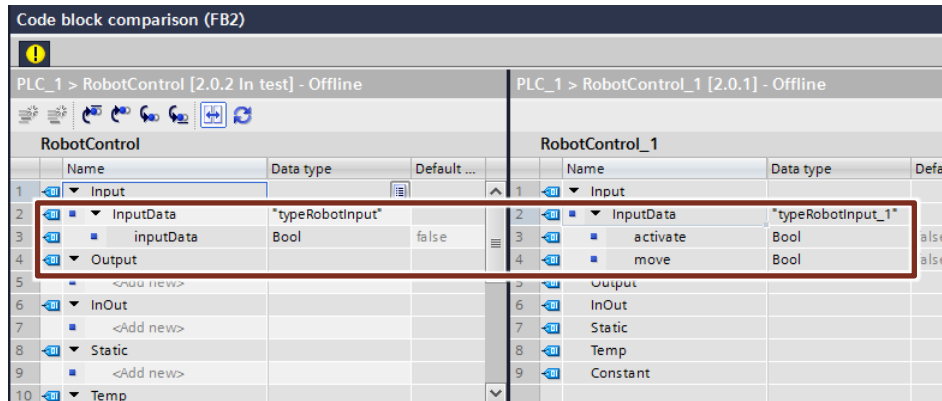 Code block comparison (FB2)
PLC_1 > RobotControl [2.0.2 In test] - Offline
PLC_1 > RobotControl_1 [2.0.1] - Offline
RobotControl
Name Data type Default ...
1 Input
2 InputData "typeRobotInput"
3 inputData Bool false
4 Output
5 <Add new>
6 InOut
7 <Add new>
8 Static
9 <Add new>
10 Temp
RobotControl_1
Name Data type Defa
1 Input
2 InputData "typeRobotInput_1"
3 activate Bool alse
4 move Bool alse
5 Output
6 InOut
7 Static
8 Temp
9 Constant